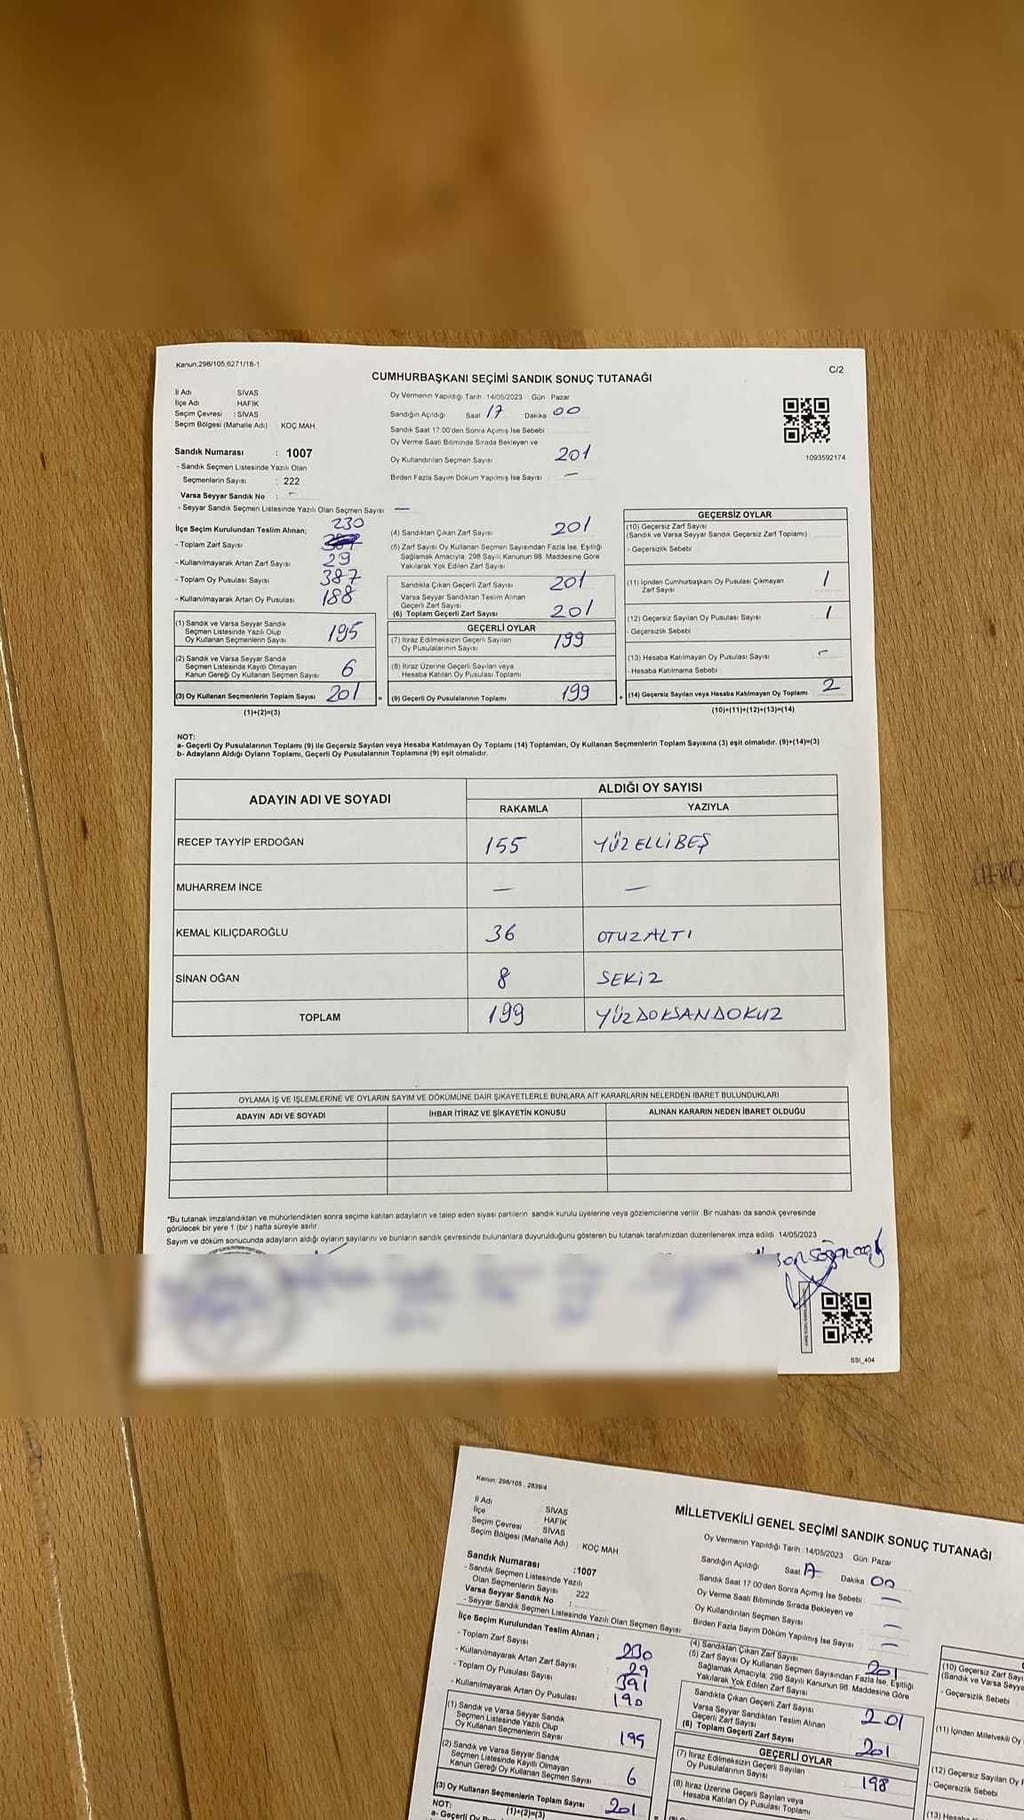 Kanun;298/105,6271/18-1
C/2
CUMHURBAŞKANI SEÇİMİ SANDIK SONUÇ TUTANAĞI
İl Adı SİVAS
İlçe Adı HAFİK
Seçim Çevresi : SİVAS
Seçim Bölgesi (Mahalle Adı) KOÇ MAH.
Sandık Numarası : 1007
- Sandık Seçmen Listesinde Yazılı Olan
Seçmenlerin Sayısı : 222
Varsa Seyyar Sandık No : -
- Seyyar Sandık Seçmen Listesinde Yazılı Olan Seçmen Sayısı —
Oy Vermenin Yapıldığı Tarih 14/05/2023 Gün Pazar
Sandığın Açıldığı Saat 17 Dakika 00
Sandık Saat 17:00'den Sonra Açımış İse Sebebi
Oy Verme Saati Bitiminde Sırada Bekleyen ve
Oy Kullandırılan Seçmen Sayısı 201
Birden Fazla Sayım Döküm Yapılmış İse Sayısı —
1093592174
İlçe Seçim Kurulundan Teslim Alınan; 230
- Toplam Zarf Sayısı
- Kullanılmayarak Artan Zarf Sayısı 29
- Toplam Oy Pusulası Sayısı 387
- Kullanılmayarak Artan Oy Pusulası 188
(1) Sandık ve Varsa Seyyar Sandık
Seçmen Listesinde Yazılı Olup
Oy Kullanan Seçmenlerin Sayısı 195
(2) Sandık ve Varsa Seyyar Sandık
Seçmen Listesinde Kayıtlı Olmayan
Kanun Gereği Oy Kullanan Seçmen Sayısı 6
(3) Oy Kullanan Seçmenlerin Toplam Sayısı 201
(1)+(2)=(3)
(4) Sandıktan Çıkan Zarf Sayısı 201
(5) Zarf Sayısı Oy Kullanan Seçmen Sayısından Fazla İse, Eşitliği
Sağlamak Amacıyla, 298 Sayılı Kanunun 98. Maddesine Göre
Yakılarak Yok Edilen Zarf Sayısı
Sandıkta Çıkan Geçerli Zarf Sayısı 201
Varsa Seyyar Sandıktan Teslim Alınan
Geçerli Zarf Sayısı
(6) Toplam Geçerli Zarf Sayısı 201
GEÇERLİ OYLAR
(7) İtiraz Edilmeksizin Geçerli Sayılan
Oy Pusulalarının Sayısı 199
(8) İtiraz Üzerine Geçerli Sayılan veya
Hesaba Katılan Oy Pusulası Toplamı
= (9) Geçerli Oy Pusulalarının Toplamı 199
GEÇERSİZ OYLAR
(10) Geçersiz Zarf Sayısı
(Sandık ve Varsa Seyyar Sandık Geçersiz Zarf Toplamı)
- Geçersizlik Sebebi
(11) İçinden Cumhurbaşkanı Oy Pusulası Çıkmayan
Zarf Sayısı 1
(12) Geçersiz Sayılan Oy Pusulası Sayısı 1
- Geçersizlik Sebebi
(13) Hesaba Katılmayan Oy Pusulası Sayısı -
- Hesaba Katılmama Sebebi
+ (14) Geçersiz Sayılan veya Hesaba Katılmayan Oy Toplamı 2
(10)+(11)+(12)+(13)=(14)
NOT:
a- Geçerli Oy Pusulalarının Toplamı (9) ile Geçersiz Sayılan veya Hesaba Katılmayan Oy Toplamı (14) Toplamları, Oy Kullanan Seçmenlerin Toplam Sayısına (3) eşit olmalıdır. (9)+(14)=(3)
b- Adayların Aldığı Oyların Toplamı, Geçerli Oy Pusulalarının Toplamına (9) eşit olmalıdır.
ADAYIN ADI VE SOYADI ALDIĞI OY SAYISI
RAKAMLA YAZIYLA
RECEP TAYYİP ERDOĞAN 155 YÜZELLİBEŞ
MUHARREM İNCE — —
KEMAL KILIÇDAROĞLU 36 OTUZALTI
SİNAN OĞAN 8 SEKİZ
TOPLAM 199 YÜZDOKSANDOKUZ
OYLAMA İŞ VE İŞLEMLERİNE VE OYLARIN SAYIM VE DÖKÜMÜNE DAİR ŞİKAYETLERLE BUNLARA AİT KARARLARIN NELERDEN İBARET BULUNDUKLARI
ADAYIN ADI VE SOYADI İHBAR İTİRAZ VE ŞİKAYETİN KONUSU ALINAN KARARIN NEDEN İBARET OLDUĞU
*Bu tutanak imzalandıktan ve mühürlendikten sonra seçime katılan adayların ve talep eden siyasi partilerin sandık kurulu üyelerine veya gözlemcilerine verilir. Bir nüshası da sandık çevresinde
görülecek bir yere 1 (bir) hafta süreyle asılır.
Sayım ve döküm sonucunda adayların aldığı oyların sayılarını ve bunların sandık çevresinde bulunanlara duyurulduğunu gösteren bu tutanak tarafımızdan düzenlenerek imza edildi. 14/05/2023
SSI_404
Kanun; 298/105 , 2839/4
MİLLETVEKİLİ GENEL SEÇİMİ SANDIK SONUÇ TUTANAĞI
İl Adı : SİVAS
İlçe HAFİK
Seçim Çevresi SİVAS
Seçim Bölgesi (Mahalle Adı) : KOÇ MAH
Sandık Numarası :1007
- Sandık Seçmen Listesinde Yazılı
Olan Seçmenlerin Sayısı : 222
Varsa Seyyar Sandık No :
- Seyyar Sandık Seçmen Listesinde Yazılı Olan Seçmen Sayısı
Oy Vermenin Yapıldığı Tarih :14/05/2023 Gün Pazar
Sandığın Açıldığı Saat Dakika 00
Sandık Saat 17:00'den Sonra Açılmış İse Sebebi —
Oy Verme Saati Bitiminde Sırada Bekleyen ve
Oy Kullandırılan Seçmen Sayısı —
Birden Fazla Sayım Döküm Yapılmış İse Sayısı —
İlçe Seçim Kurulundan Teslim Alınan ;
- Toplam Zarf Sayısı 230
- Kullanılmayarak Artan Zarf Sayısı 29
- Toplam Oy Pusulası Sayısı 391
- Kullanılmayarak Artan Oy Pusulası 190
(1) Sandık ve Varsa Seyyar Sandık
Seçmen Listesinde Yazılı Olup
Oy Kullanan Seçmenlerin Sayısı 195
(2) Sandık ve Varsa Seyyar Sandık
Seçmen Listesinde Kayıtlı Olmayan
Kanun Gereği Oy Kullanan Seçmen Sayısı 6
(3) Oy Kullanan Seçmenlerin Toplam Sayısı 201
(1)+(2)=(3)
NOT:
(4) Sandıktan Çıkan Zarf Sayısı 201
(5) Zarf Sayısı Oy Kullanan Seçmen Sayısından Fazla İse, Eşitliği
Sağlamak Amacıyla, 298 Sayılı Kanunun 98. Maddesine Göre
Yakılarak Yok Edilen Zarf Sayısı
Sandıkta Çıkan Geçerli Zarf Sayısı 201
Varsa Seyyar Sandıktan Teslim Alınan
Geçerli Zarf Sayısı
(6) Toplam Geçerli Zarf Sayısı 201
GEÇERLİ OYLAR
(7) İtiraz Edilmeksizin Geçerli Sayılan
Oy Pusulalarının Sayısı 198
(8) İtiraz Üzerine Geçerli Sayılan veya
Hesaba Katılan Oy Pusulası Toplamı
(10) Geçersiz Zarf Sayı
(Sandık ve Varsa Seyya
- Geçersizlik Sebebi
(11) İçinden Milletvekili Oy
(12) Geçersiz Sayılan Oy P
- Geçersizlik Sebebi